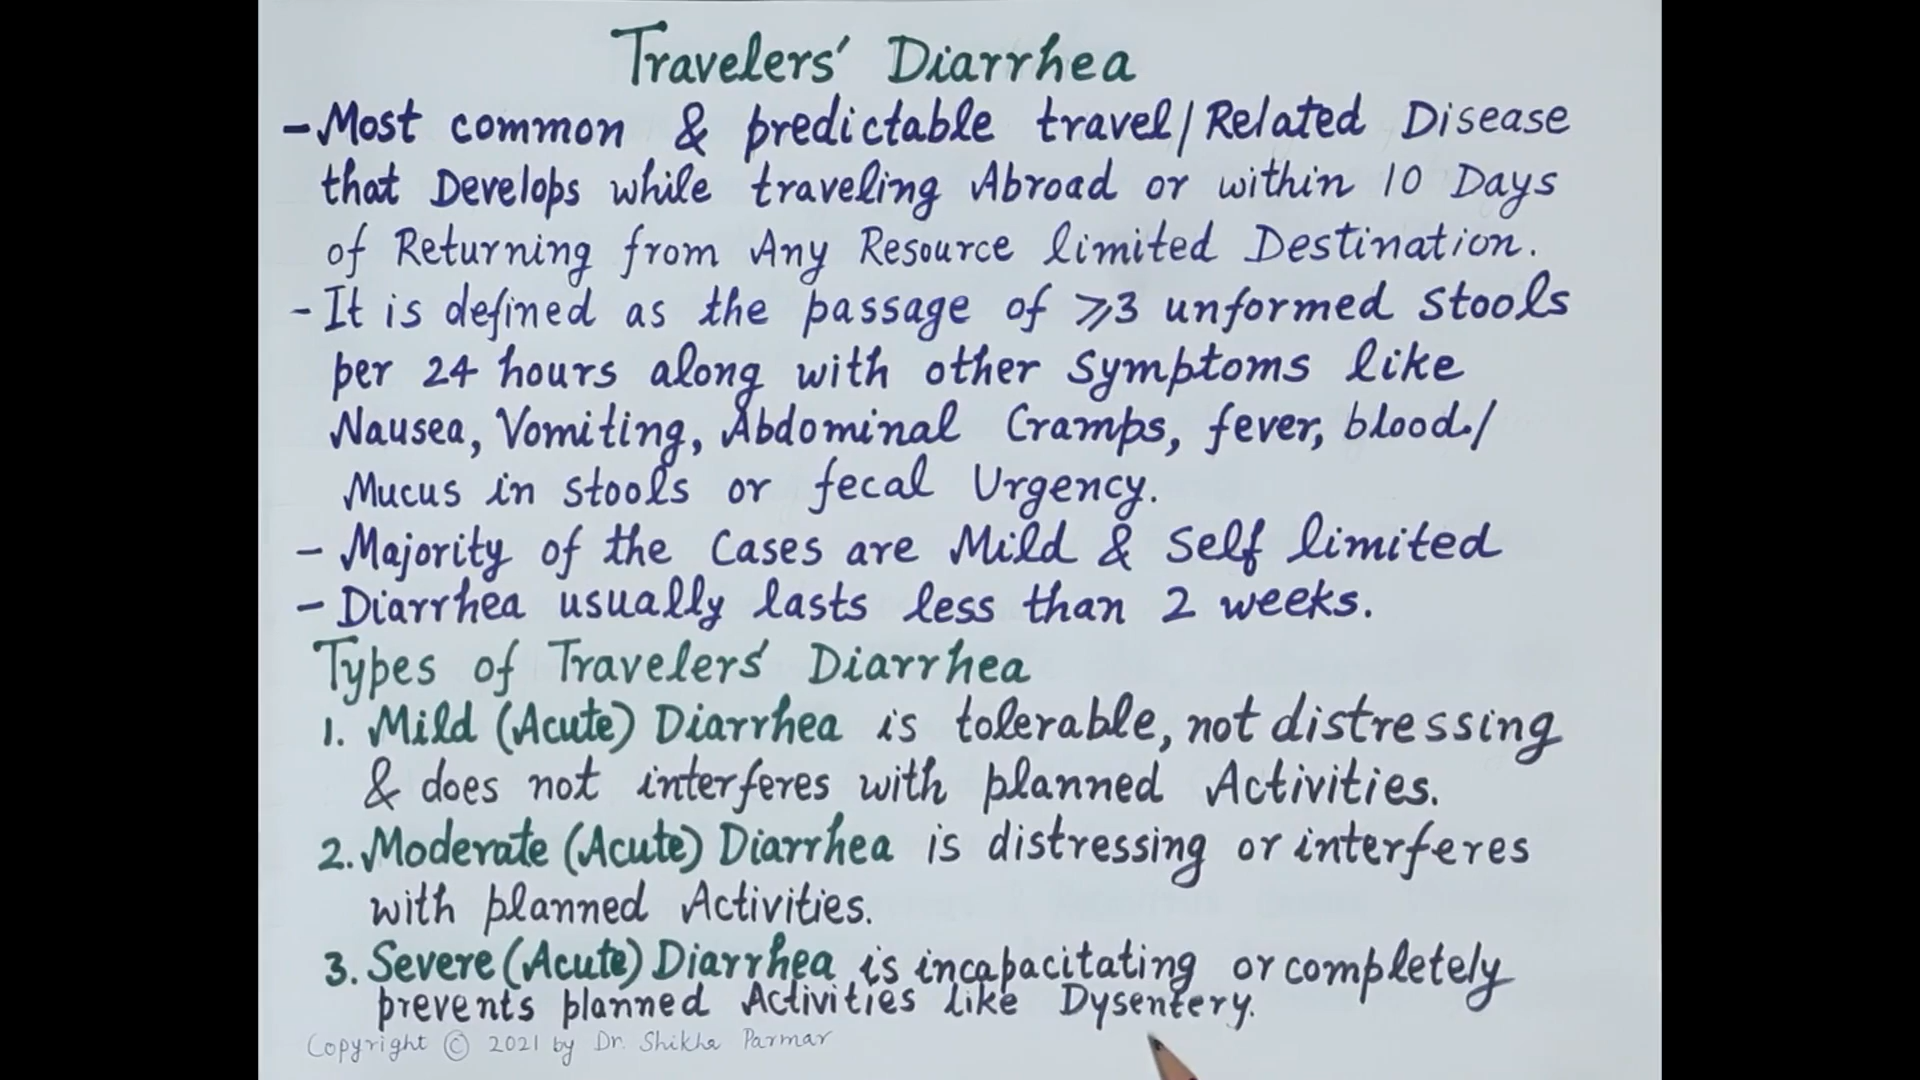 Travelers' Diarrhea
- Most common & predictable travel/Related Disease
that Develops while traveling Abroad or within 10 Days
of Returning from Any Resource limited Destination.
- It is defined as the passage of ⩾3 unformed Stools
per 24 hours along with other Symptoms like
Nausea, Vomiting, Abdominal Cramps, fever, blood./
Mucus in stools or fecal Urgency.
- Majority of the Cases are Mild & Self limited
- Diarrhea usually lasts less than 2 weeks.
Types of Travelers' Diarrhea
1. Mild (Acute) Diarrhea is tolerable, not distressing
& does not interferes with planned Activities.
2. Moderate (Acute) Diarrhea is distressing or interferes
with planned Activities.
3. Severe (Acute) Diarrhea is incapacitating or completely
prevents planned Activities like Dysentery.
Copyright © 2021 by Dr. Shikha Parmar